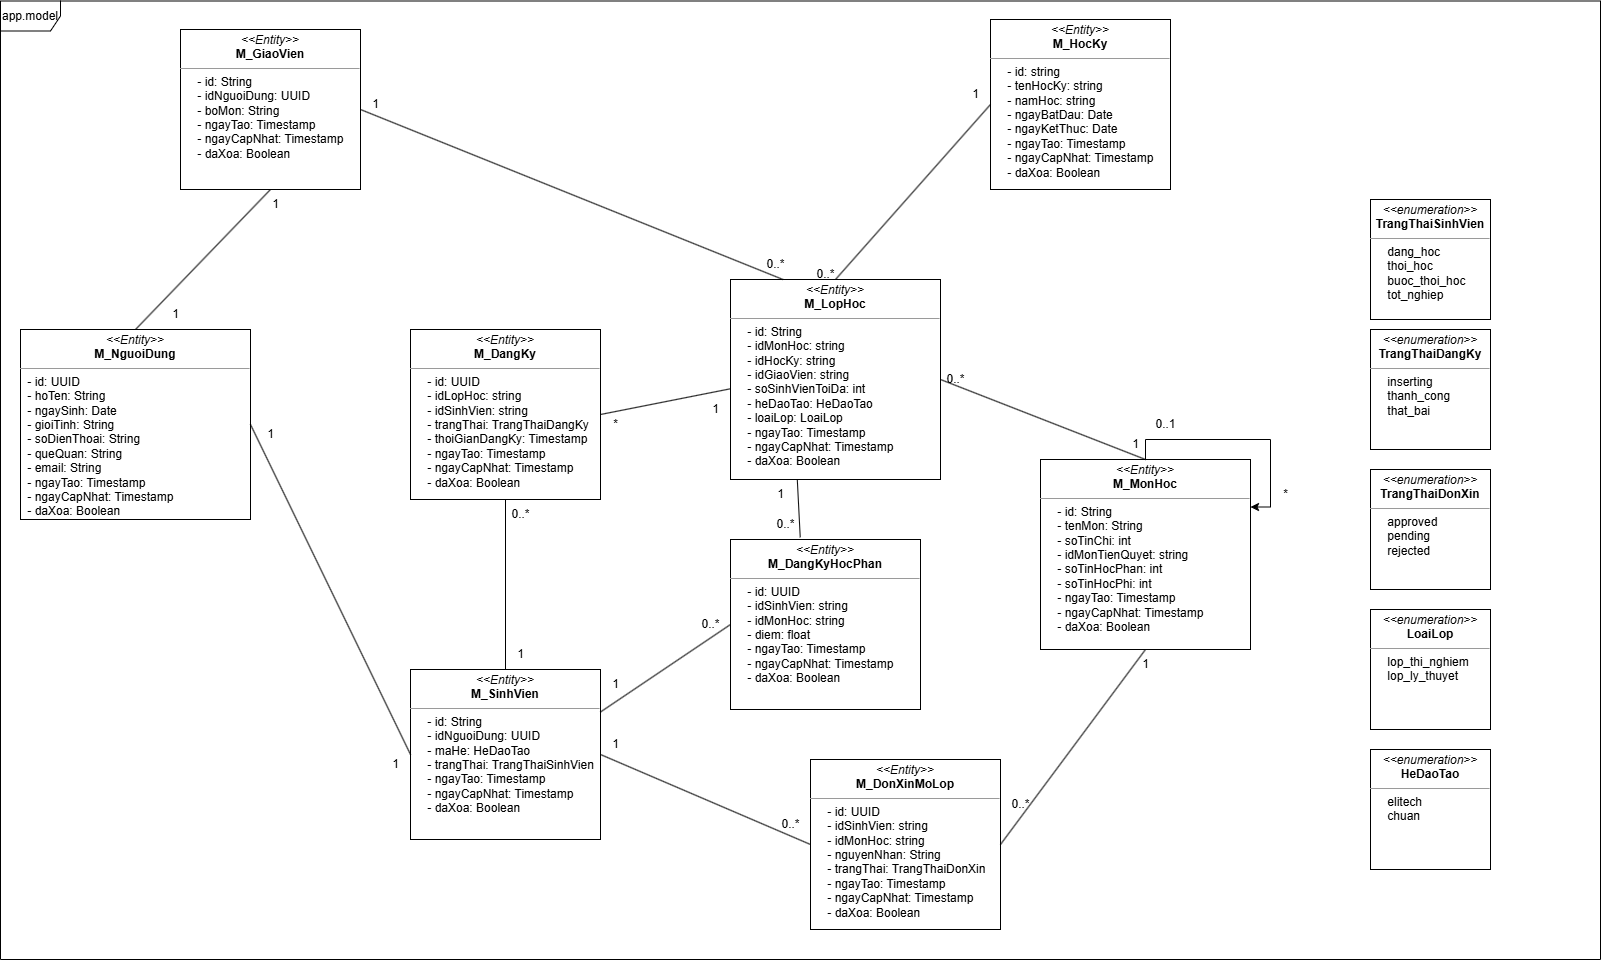 app.model
<<Entity>>
M_GiaoVien
- id: String
- idNguoiDung: UUID
- boMon: String
- ngayTao: Timestamp
- ngayCapNhat: Timestamp
- daXoa: Boolean
1
1
<<Entity>>
M_HocKy
- id: string
- tenHocKy: string
- namHoc: string
- ngayBatDau: Date
- ngayKetThuc: Date
- ngayTao: Timestamp
- ngayCapNhat: Timestamp
- daXoa: Boolean
1
0..*
0..*
<<enumeration>>
TrangThaiSinhVien
dang_hoc
thoi_hoc
buoc_thoi_hoc
tot_nghiep
1
<<Entity>>
M_NguoiDung
- id: UUID
- hoTen: String
- ngaySinh: Date
- gioiTinh: String
- soDienThoai: String
- queQuan: String
- email: String
- ngayTao: Timestamp
- ngayCapNhat: Timestamp
- daXoa: Boolean
1
<<Entity>>
M_DangKy
- id: UUID
- idLopHoc: string
- idSinhVien: string
- trangThai: TrangThaiDangKy
- thoiGianDangKy: Timestamp
- ngayTao: Timestamp
- ngayCapNhat: Timestamp
- daXoa: Boolean
*
1
0..*
<<Entity>>
M_LopHoc
- id: String
- idMonHoc: string
- idHocKy: string
- idGiaoVien: string
- soSinhVienToiDa: int
- heDaoTao: HeDaoTao
- loaiLop: LoaiLop
- ngayTao: Timestamp
- ngayCapNhat: Timestamp
- daXoa: Boolean
0..*
1
0..1
*
1
0..*
<<enumeration>>
TrangThaiDangKy
inserting
thanh_cong
that_bai
<<Entity>>
M_MonHoc
- id: String
- tenMon: String
- soTinChi: int
- idMonTienQuyet: string
- soTinHocPhan: int
- soTinHocPhi: int
- ngayTao: Timestamp
- ngayCapNhat: Timestamp
- daXoa: Boolean
1
<<enumeration>>
TrangThaiDonXin
approved
pending
rejected
<<Entity>>
M_DangKyHocPhan
- id: UUID
- idSinhVien: string
- idMonHoc: string
- diem: float
- ngayTao: Timestamp
- ngayCapNhat: Timestamp
- daXoa: Boolean
0..*
1
1
<<enumeration>>
LoaiLop
lop_thi_nghiem
lop_ly_thuyet
<<Entity>>
M_SinhVien
- id: String
- idNguoiDung: UUID
- maHe: HeDaoTao
- trangThai: TrangThaiSinhVien
- ngayTao: Timestamp
- ngayCapNhat: Timestamp
- daXoa: Boolean
1
1
0..*
<<Entity>>
M_DonXinMoLop
- id: UUID
- idSinhVien: string
- idMonHoc: string
- nguyenNhan: String
- trangThai: TrangThaiDonXin
- ngayTao: Timestamp
- ngayCapNhat: Timestamp
- daXoa: Boolean
0..*
<<enumeration>>
HeDaoTao
elitech
chuan